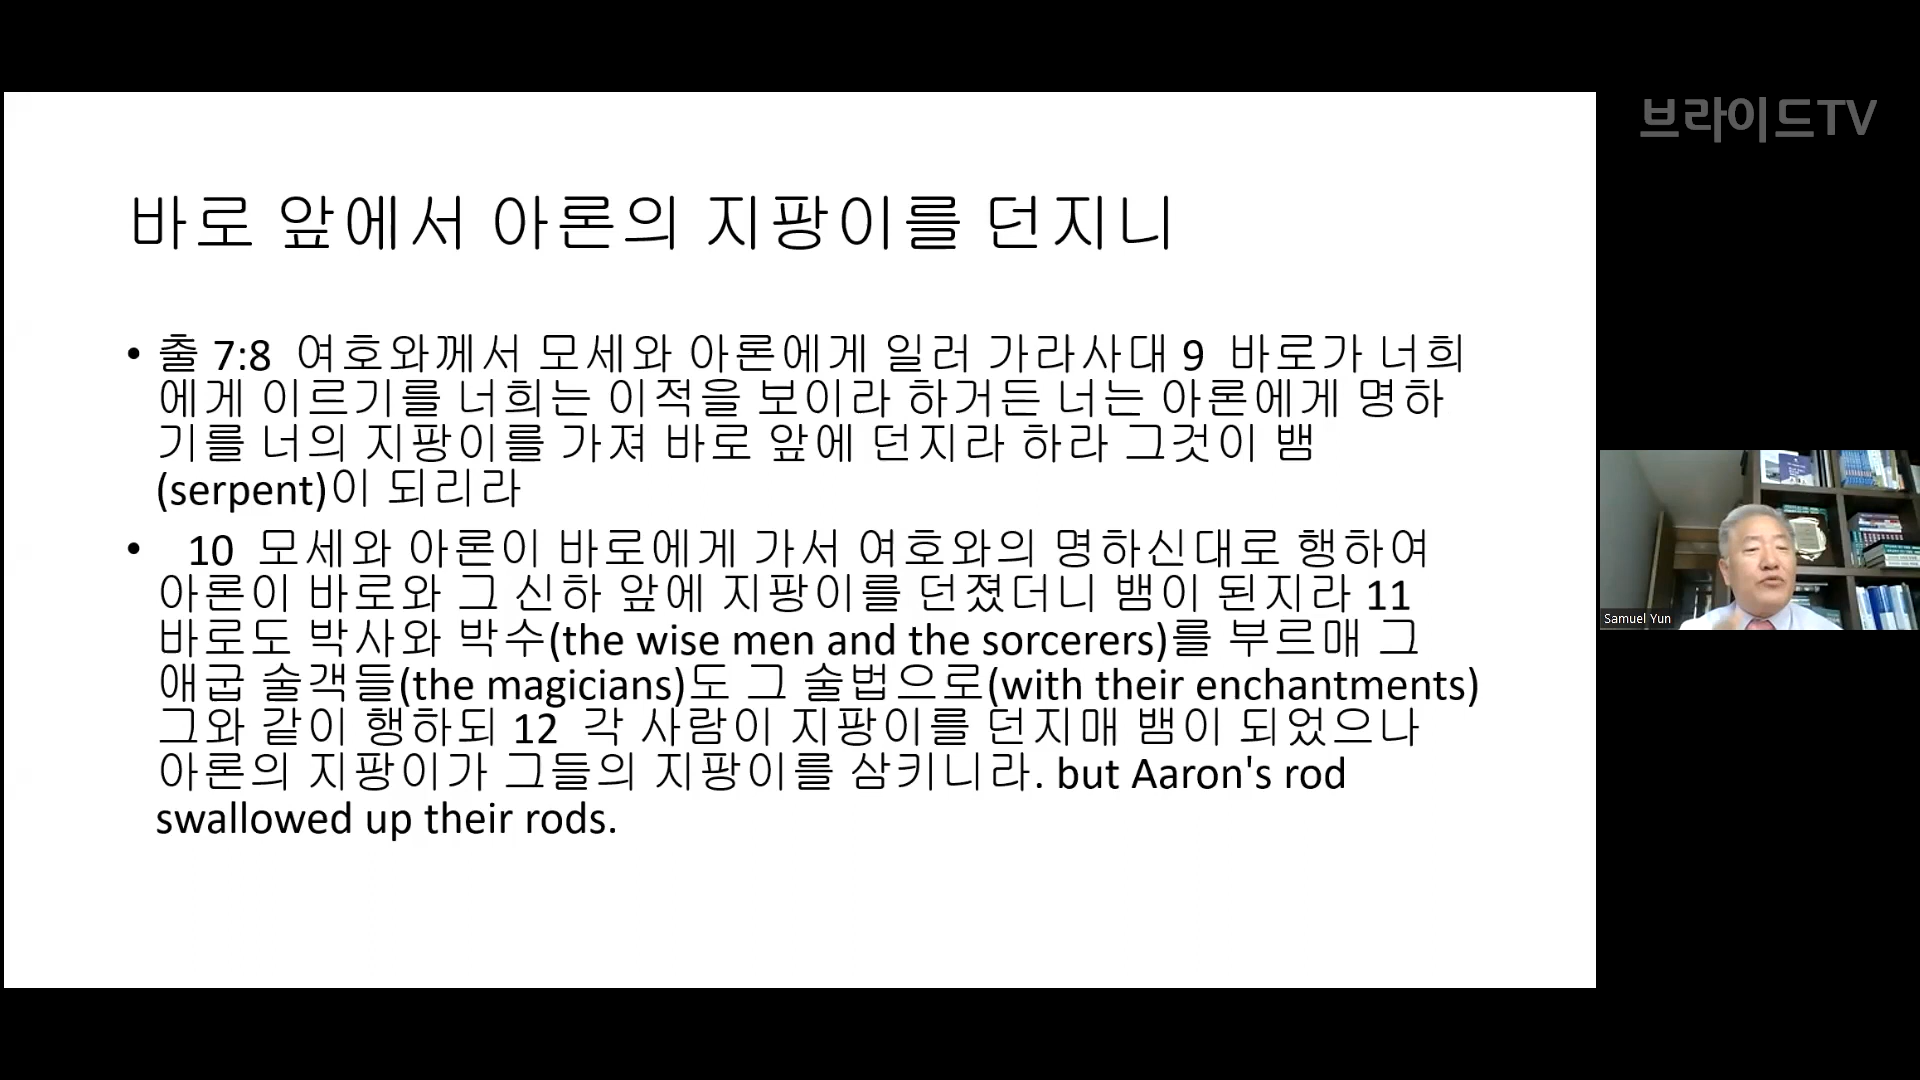 브라이드TV
바로 앞에서 아론의 지팡이를 던지니
• 출 7:8 여호와께서 모세와 아론에게 일러 가라사대 9 바로가 너희
에게 이르기를 너희는 이적을 보이라 하거든 너는 아론에게 명하
기를 너의 지팡이를 가져 바로 앞에 던지라 하라 그것이 뱀
(serpent)이 되리라
• 10 모세와 아론이 바로에게 가서 여호와의 명하신대로 행하여
아론이 바로와 그 신하 앞에 지팡이를 던졌더니 뱀이 된지라 11
바로도 박사와 박수(the wise men and the sorcerers)를 부르매 그
애굽 술객들(the magicians)도 그 술법으로(with their enchantments)
그와 같이 행하되 12 각 사람이 지팡이를 던지매 뱀이 되었으나
아론의 지팡이가 그들의 지팡이를 삼키니라. but Aaron's rod
swallowed up their rods.
Samuel Yun